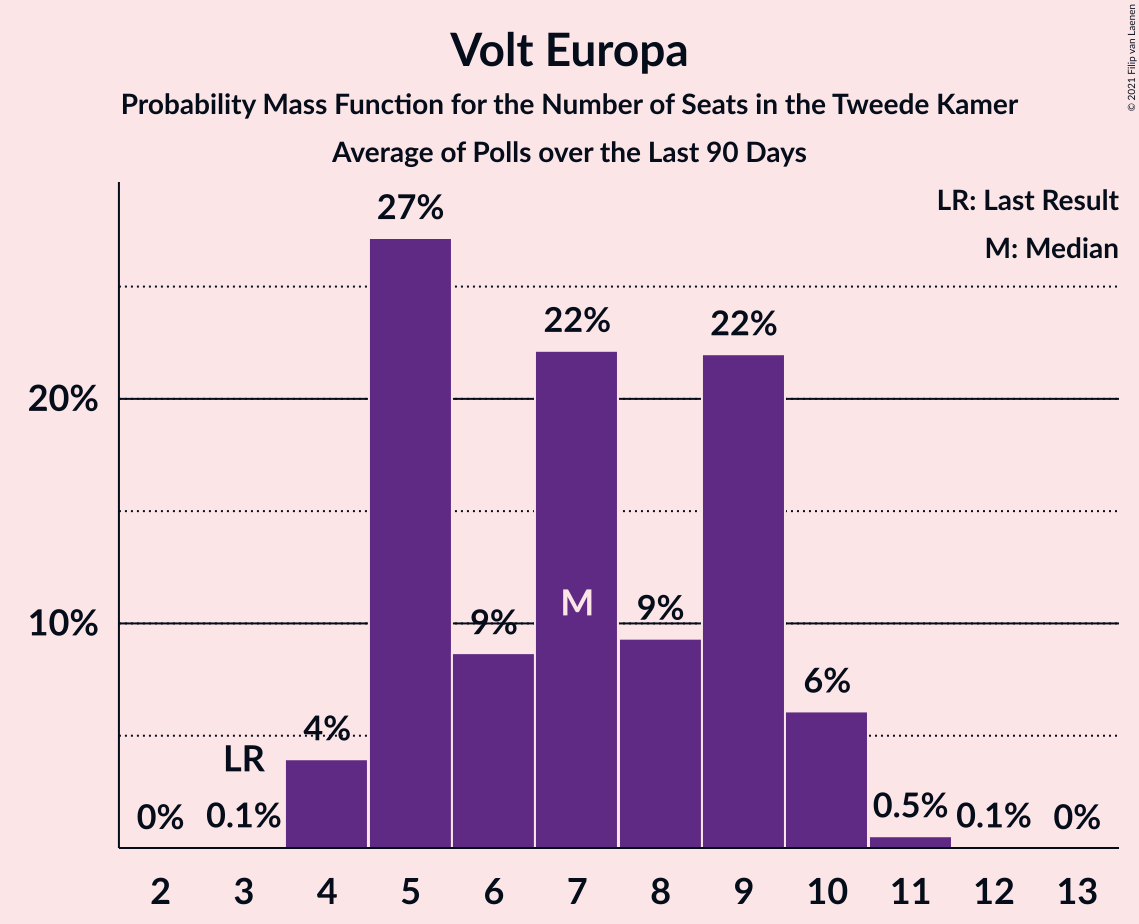 Volt Europa
Probability Mass Function for the Number of Seats in the Tweede Kamer
Average of Polls over the Last 90 Days
© 2021 Filip van Laenen
LR: Last Result
M: Median
27%
22%
22%
20%
M
9%
9%
10%
6%
4%
LR
0%
0.1%
0.5%
0.1%
0%
2 3 4 5 6 7 8 9 10 11 12 13